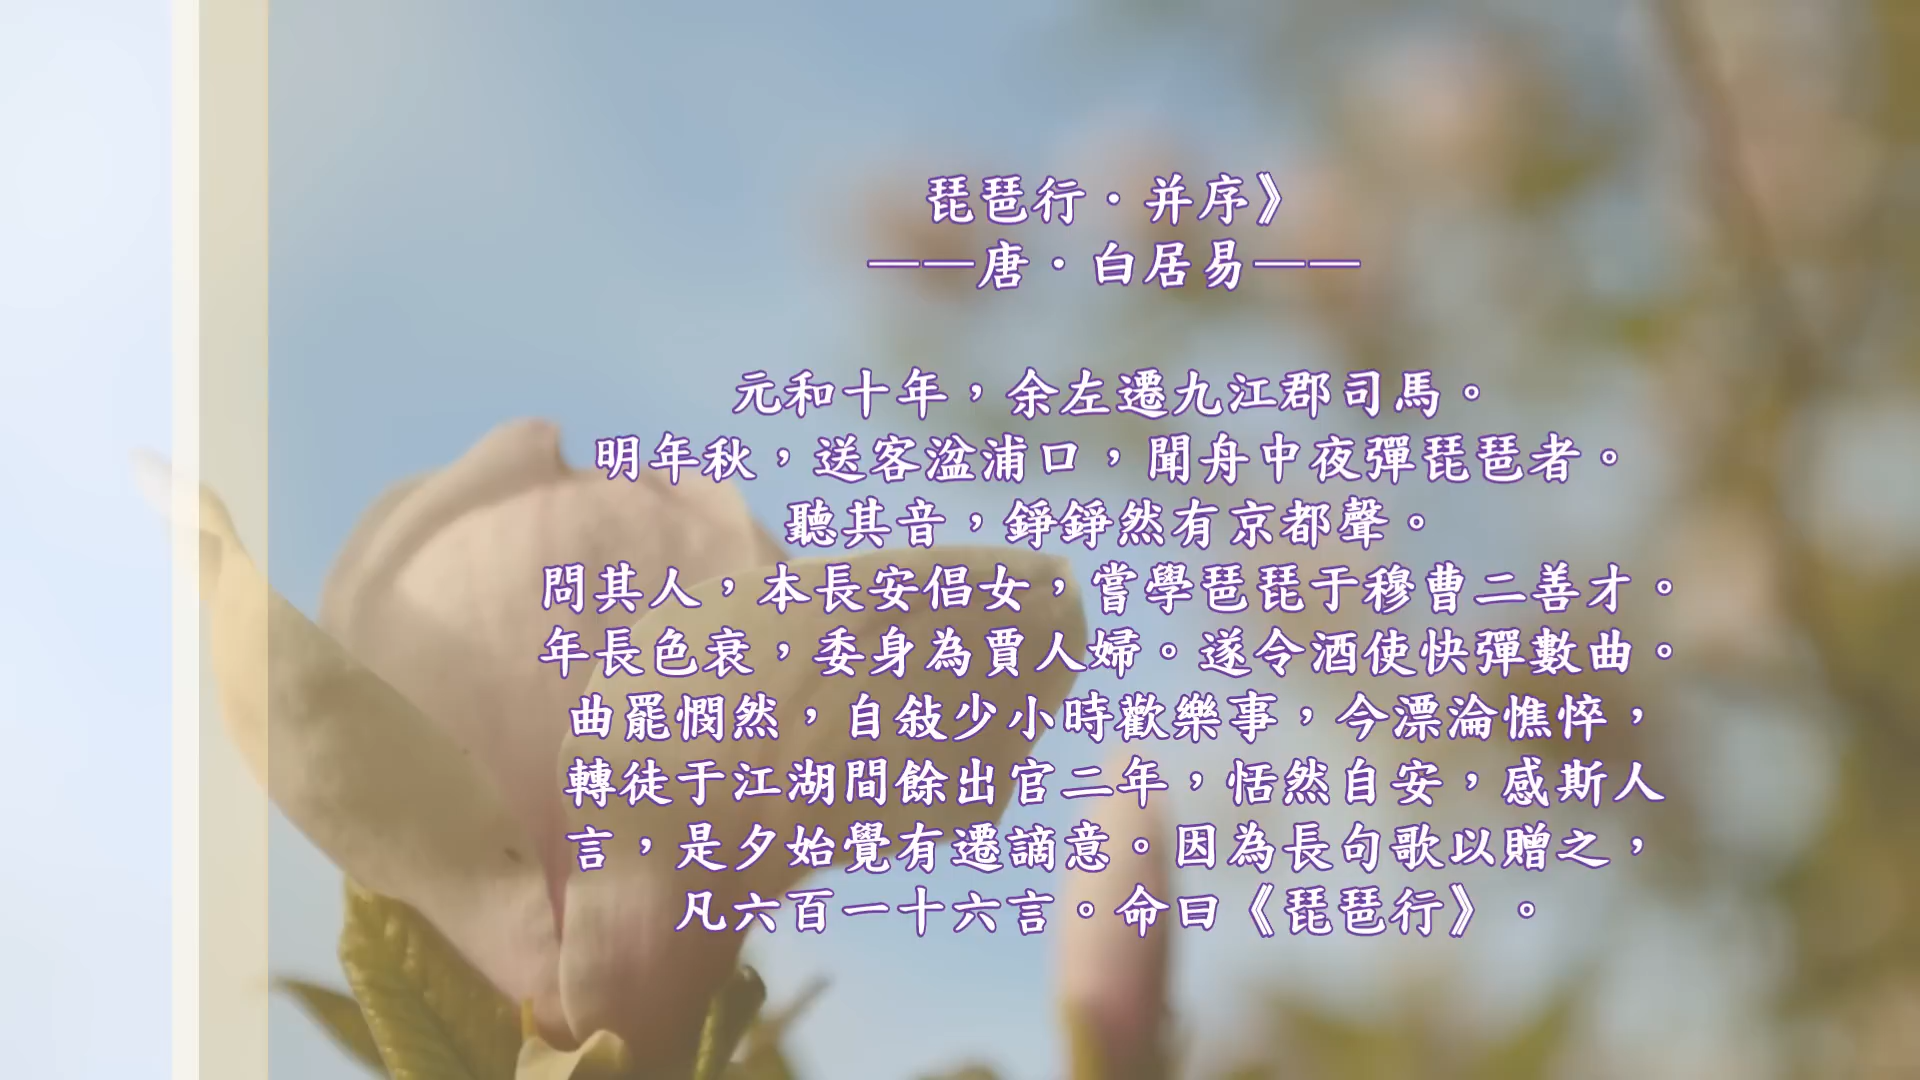 琵琶行·并序》
——唐·白居易——
元和十年，余左遷九江郡司馬。
明年秋，送客湓浦口，聞舟中夜彈琵琶者。
聽其音，錚錚然有京都聲。
問其人，本長安倡女，嘗學琶琵于穆曹二善才。
年長色衰，委身為賈人婦。遂令酒使快彈數曲。
曲罷憫然，自敍少小時歡樂事，今漂淪憔悴，
轉徒于江湖間餘出官二年，恬然自安，感斯人
言，是夕始覺有遷謫意。因為長句歌以贈之，
凡六百一十六言。命曰《琵琶行》。